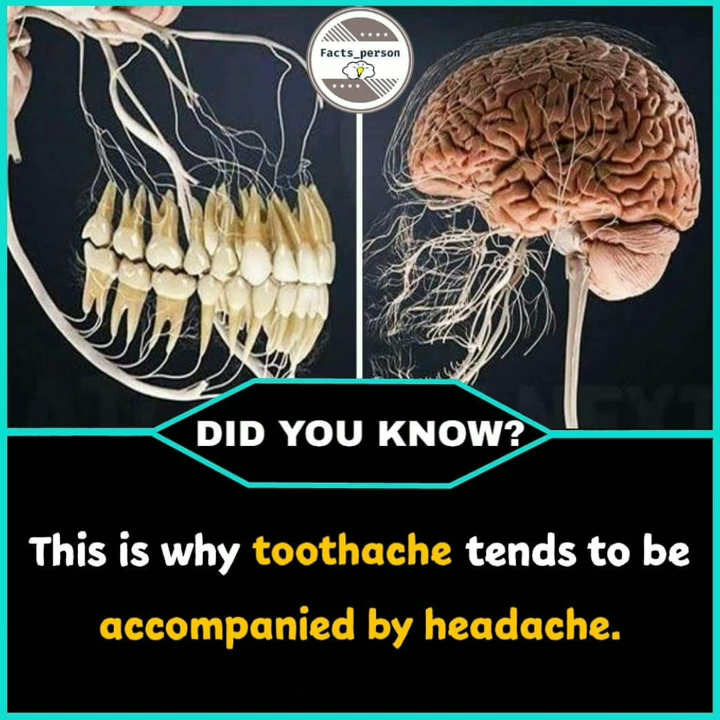 Facts_person
DID YOU KNOW?
This is why toothache tends to be
accompanied by headache.